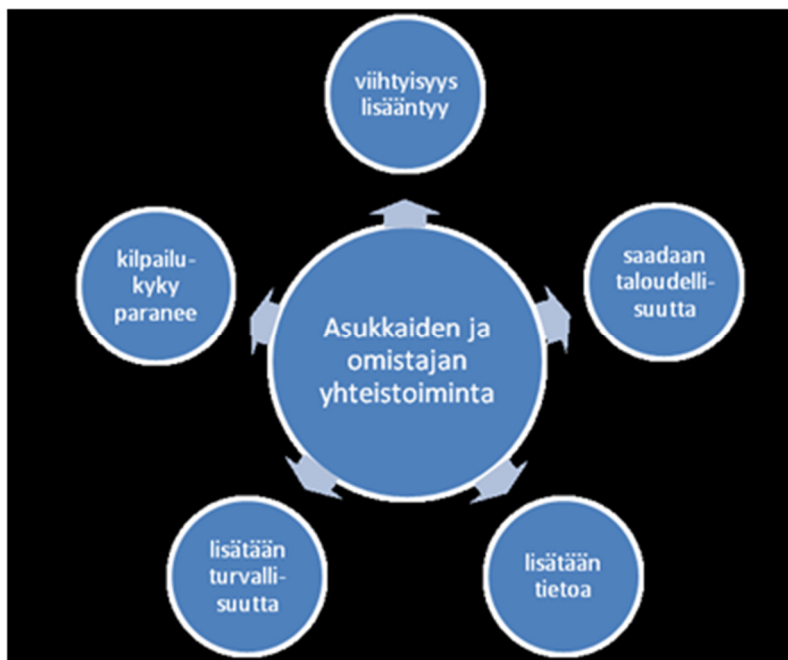 viihtyisyys
lisääntyy
saadaan
taloudelli-
suutta
lisätään
tietoa
lisätään
turvalli-
suutta
kilpailu-
kyky
paranee
Asukkaiden ja
omistajan
yhteistoiminta